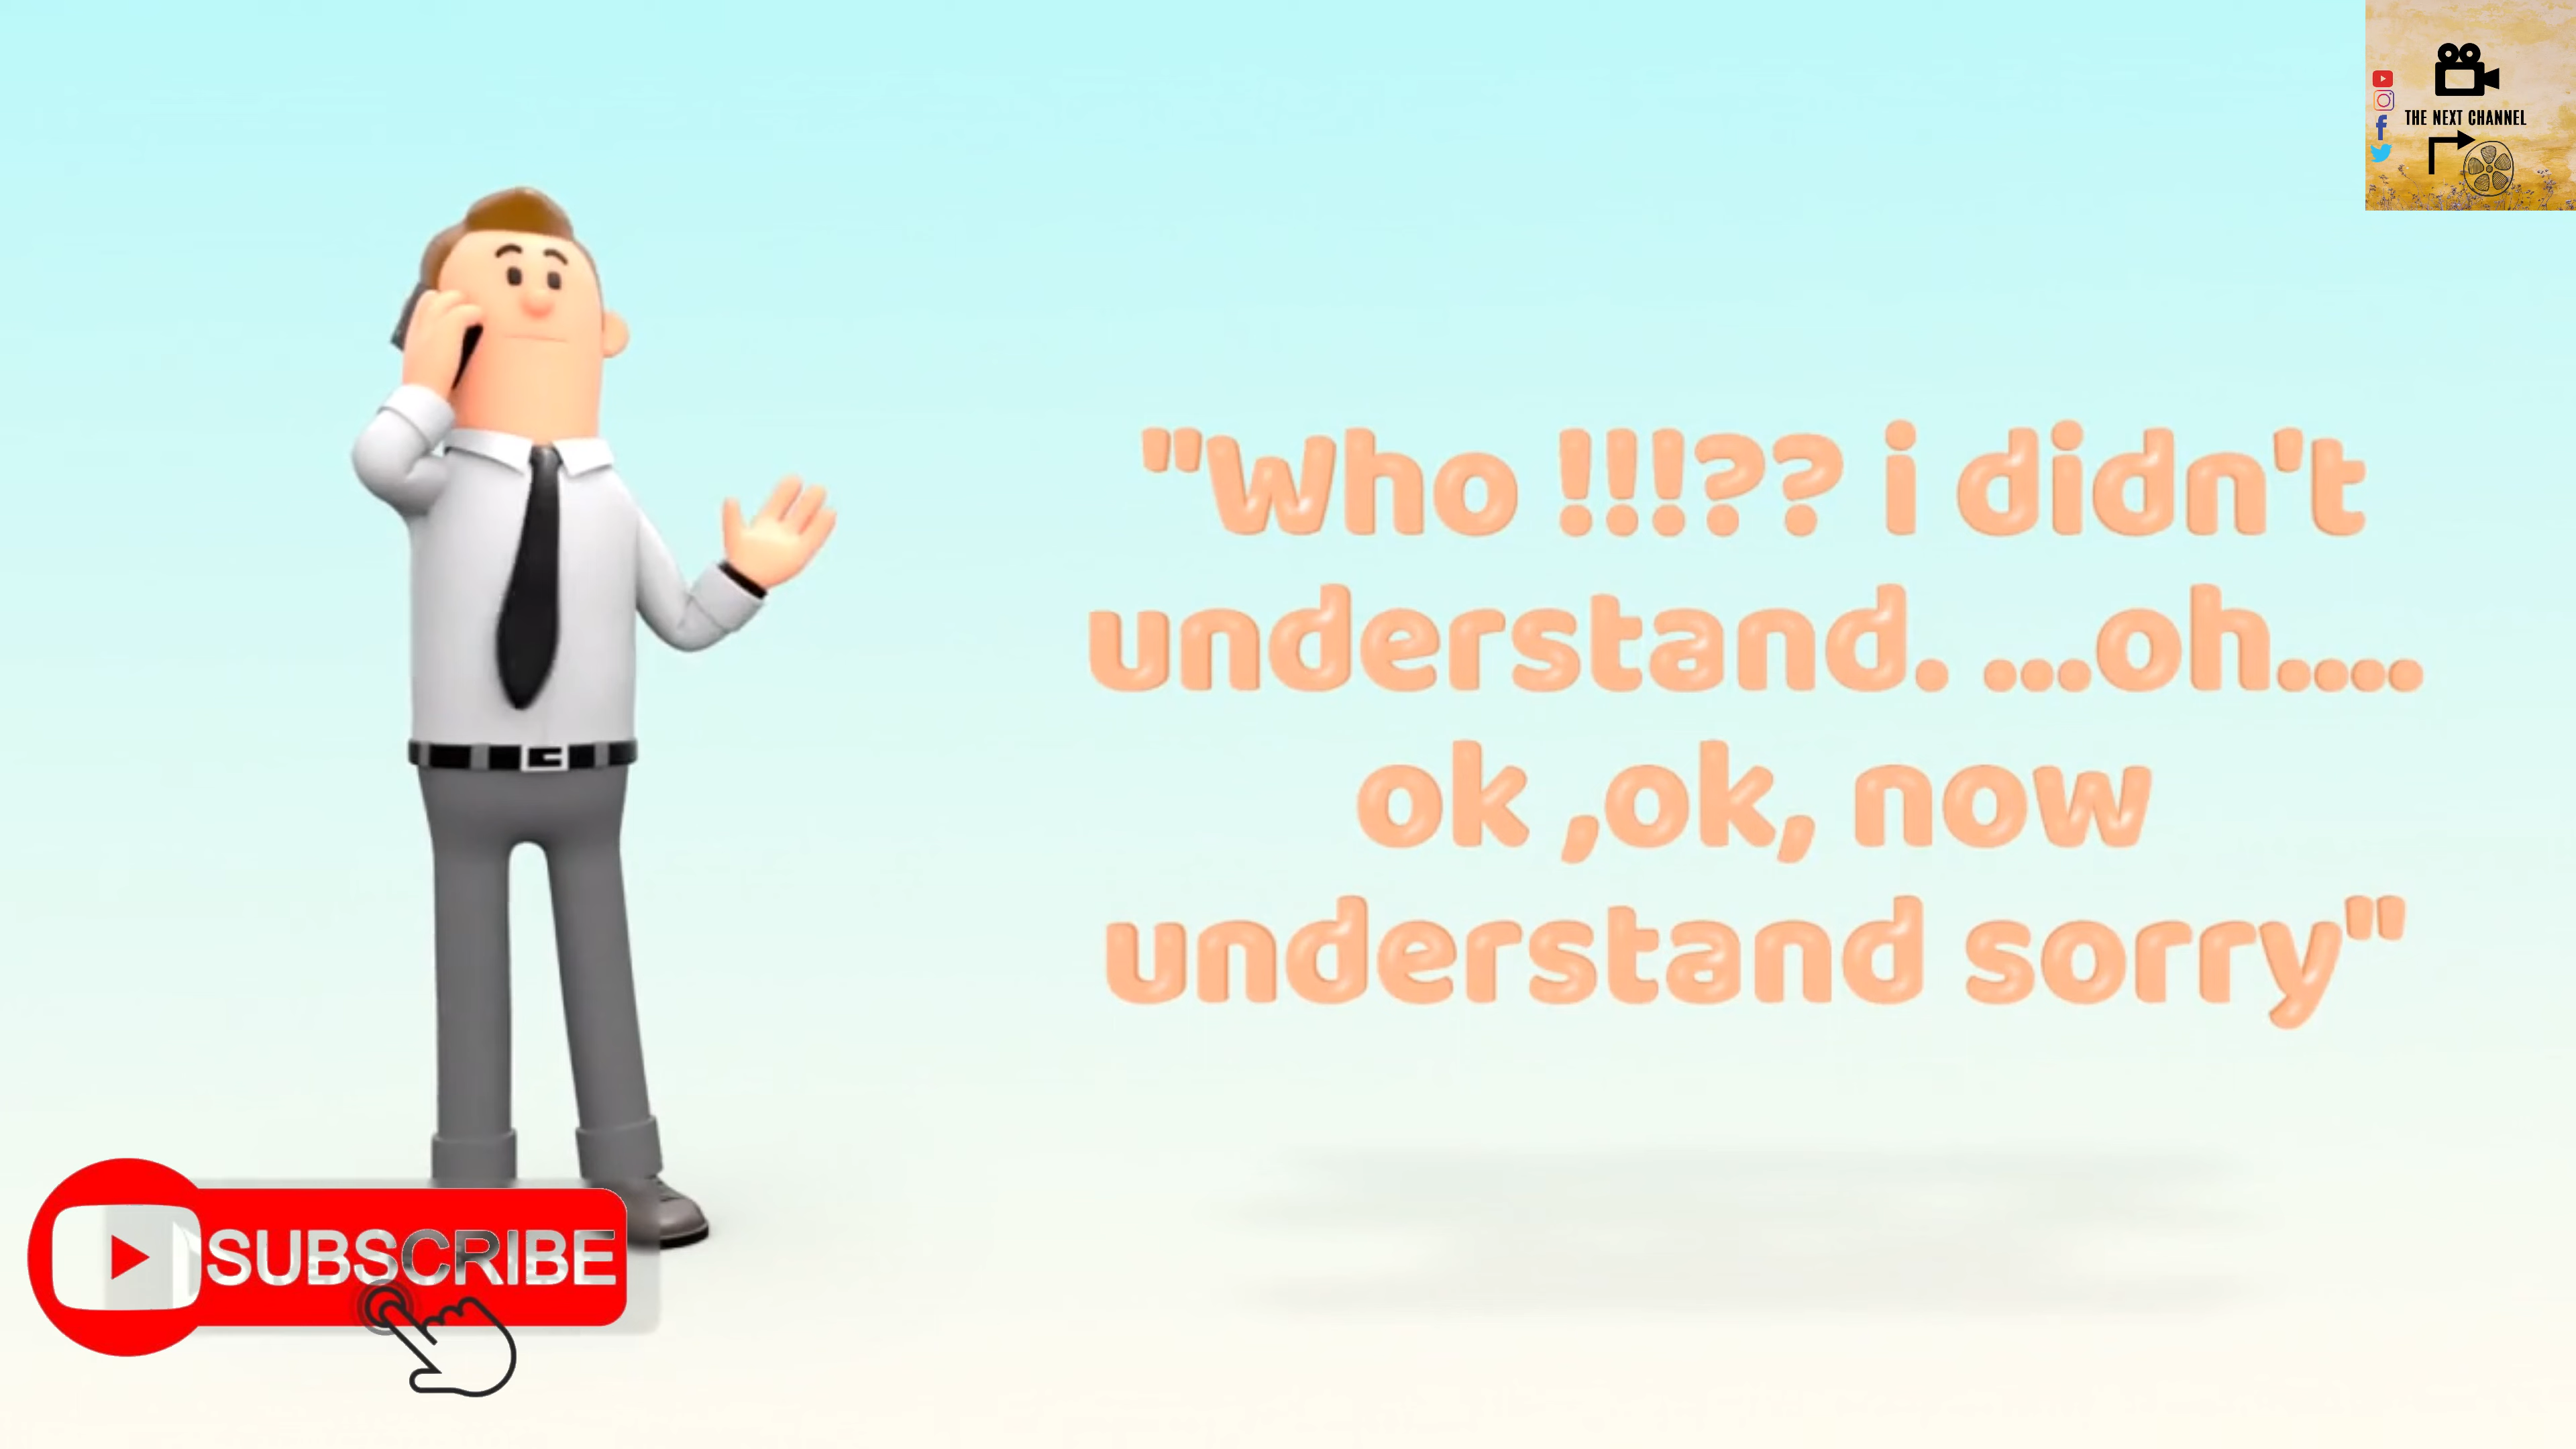 THE NEXT CHANNEL
"Who !!!?? i didn't
understand. ...oh....
ok ,ok, now
understand sorry"
SUBSCRIBE